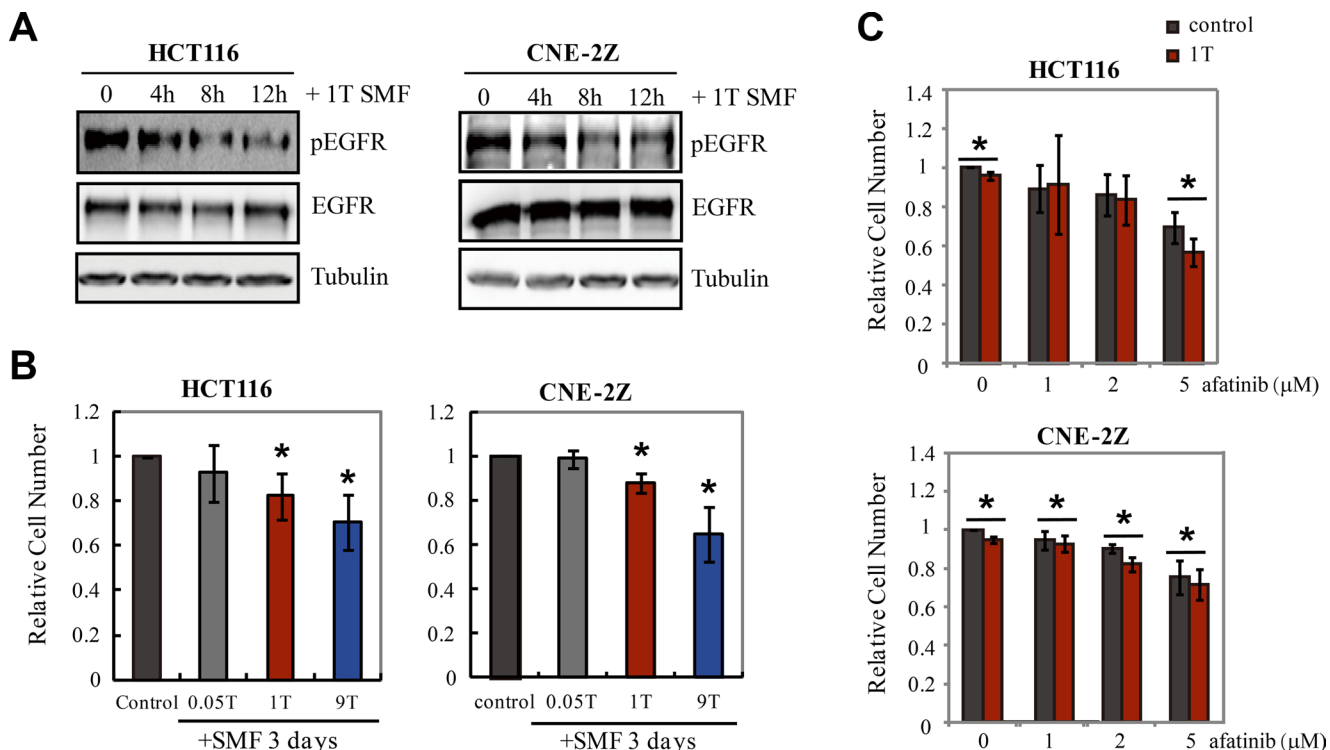 A
HCT116
0 4h 8h 12h + 1T SMF
pEGFR
EGFR
Tubulin
CNE-2Z
0 4h 8h 12h + 1T SMF
pEGFR
EGFR
Tubulin
B
HCT116
Relative Cell Number
1.2
1
0.8
0.6
0.4
0.2
0
* *
Control 0.05T 1T 9T
+SMF 3 days
CNE-2Z
1.2
1
0.8
0.6
0.4
0.2
0
* *
control 0.05T 1T 9T
+SMF 3 days
C
control
1T
HCT116
Relative Cell Number
1.4
1.2
1
0.8
0.6
0.4
0.2
0
* *
0 1 2 5 afatinib (μM)
CNE-2Z
Relative Cell Number
1.4
1.2
1
0.8
0.6
0.4
0.2
0
* * * *
0 1 2 5 afatinib (μM)